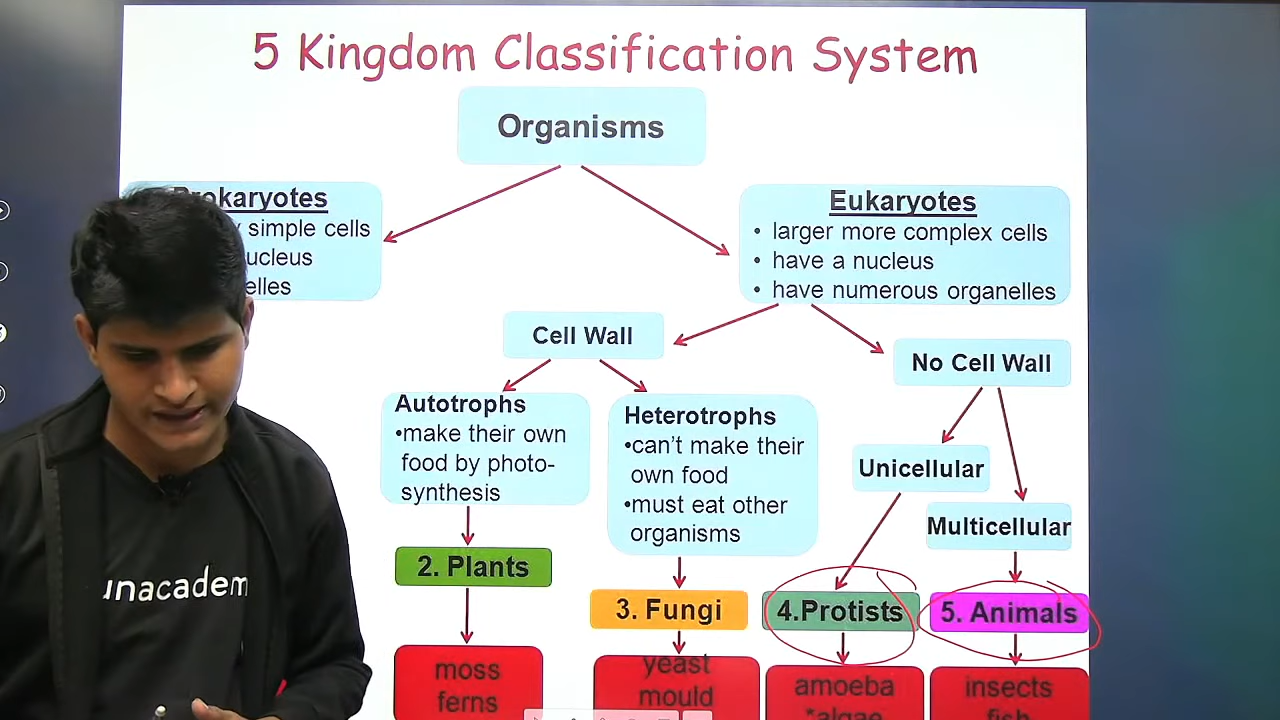 5 Kingdom Classification System
Organisms
Prokaryotes
simple cells
Eukaryotes
• larger more complex cells
• have a nucleus
• have numerous organelles
Cell Wall
No Cell Wall
Autotrophs
•make their own
food by photo-
synthesis
Heterotrophs
•can't make their
own food
•must eat other
organisms
Unicellular
Multicellular
2. Plants
3. Fungi
4.Protists
5. Animals
moss
ferns
yeast
mould
amoeba
*algae
insects
fish
unacadem